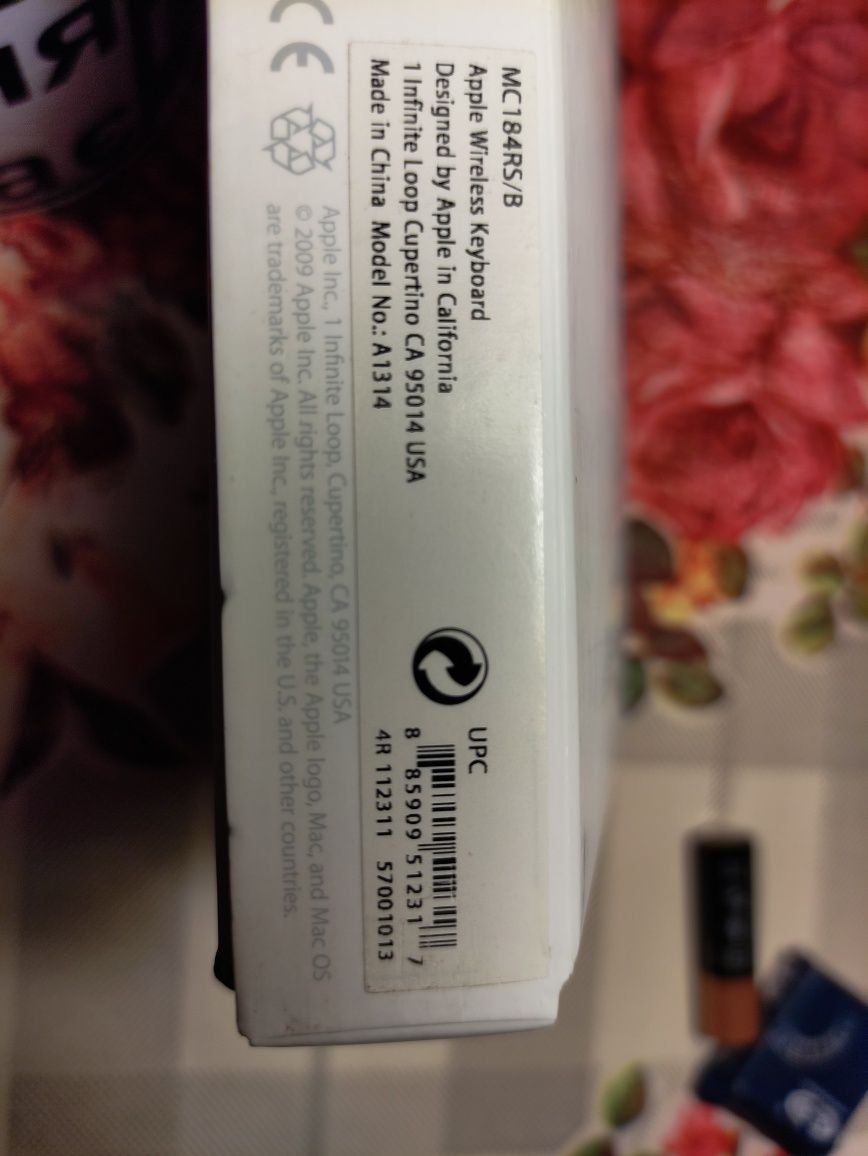 MC184RS/B
Apple Wireless Keyboard
Designed by Apple in California
1 Infinite Loop Cupertino CA 95014 USA
Made in China Model No.: A1314
UPC
8 85909 51231 7
4R 112311 57001013
Apple Inc., 1 Infinite Loop, Cupertino, CA 95014 USA
© 2009 Apple Inc. All rights reserved. Apple, the Apple logo, Mac, and Mac OS
are trademarks of Apple Inc., registered in the U.S. and other countries.
CE